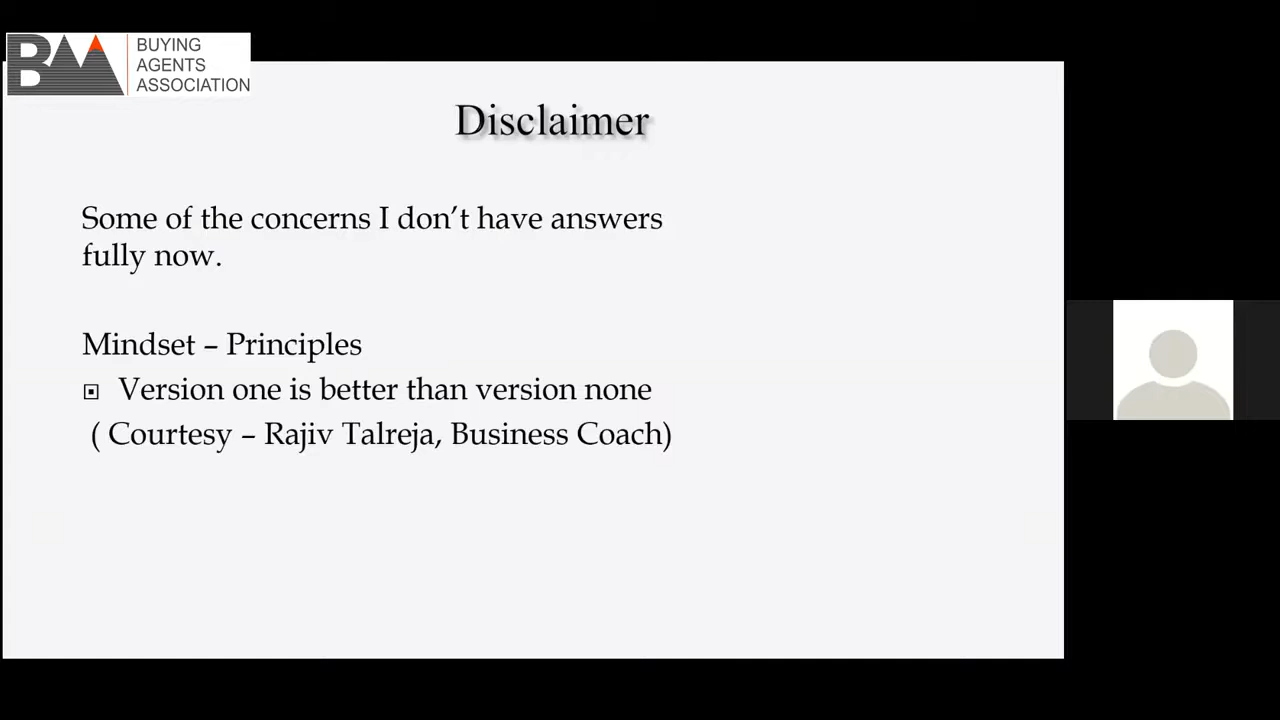 BAA
BUYING
AGENTS
ASSOCIATION
Disclaimer
Some of the concerns I don’t have answers
fully now.
Mindset – Principles
Version one is better than version none
( Courtesy – Rajiv Talreja, Business Coach)